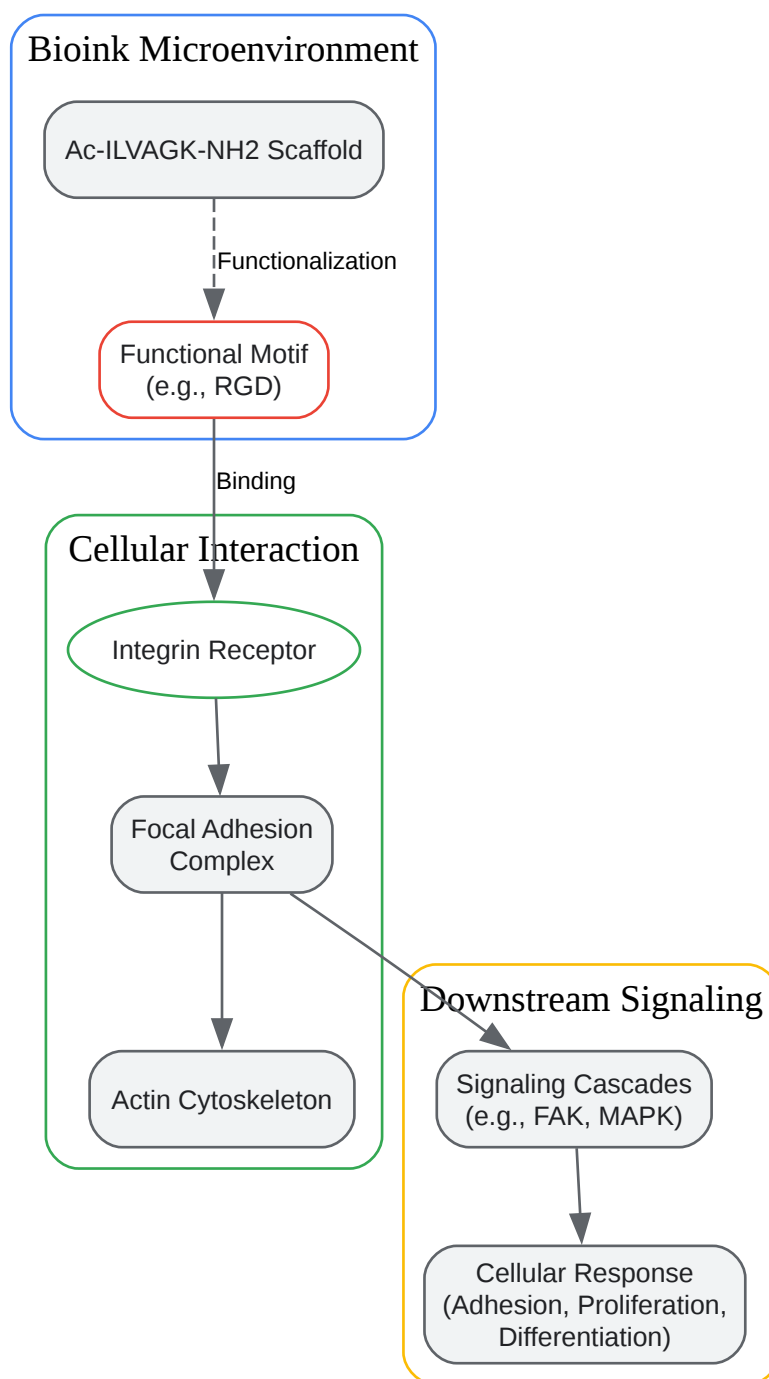 Bioink Microenvironment
Ac-ILVAGK-NH2 Scaffold
Functionalization
Functional Motif
(e.g., RGD)
Binding
Cellular Interaction
Integrin Receptor
Focal Adhesion
Complex
Actin Cytoskeleton
Downstream Signaling
Signaling Cascades
(e.g., FAK, MAPK)
Cellular Response
(Adhesion, Proliferation,
Differentiation)